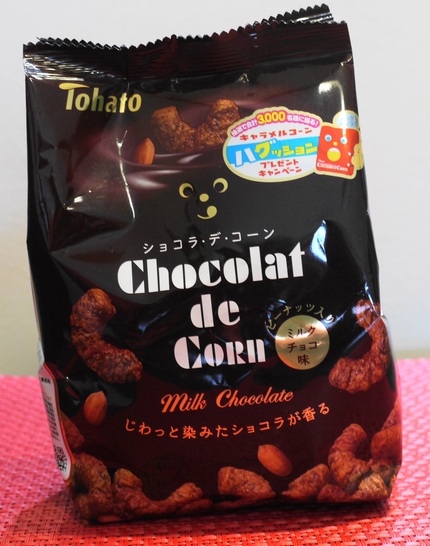 Tohato
抽選で合計3,000名様に当る!
キャラメルコーン
ハグッション
プレゼント
キャンペーン
ショコラ・デ・コーン
Chocolat
de
Corn
ピーナッツ入り
ミルク
チョコ
味
Milk Chocolate
じわっと染みたショコラが香る